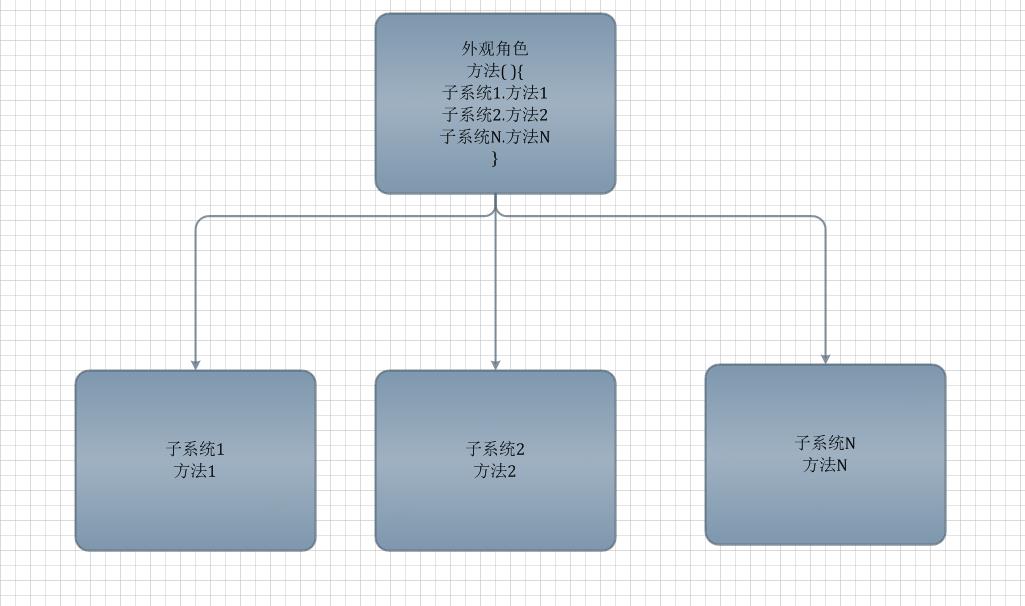 外观角色
方法( ){
子系统1.方法1
子系统2.方法2
子系统N.方法N
}
子系统1
方法1
子系统2
方法2
子系统N
方法N